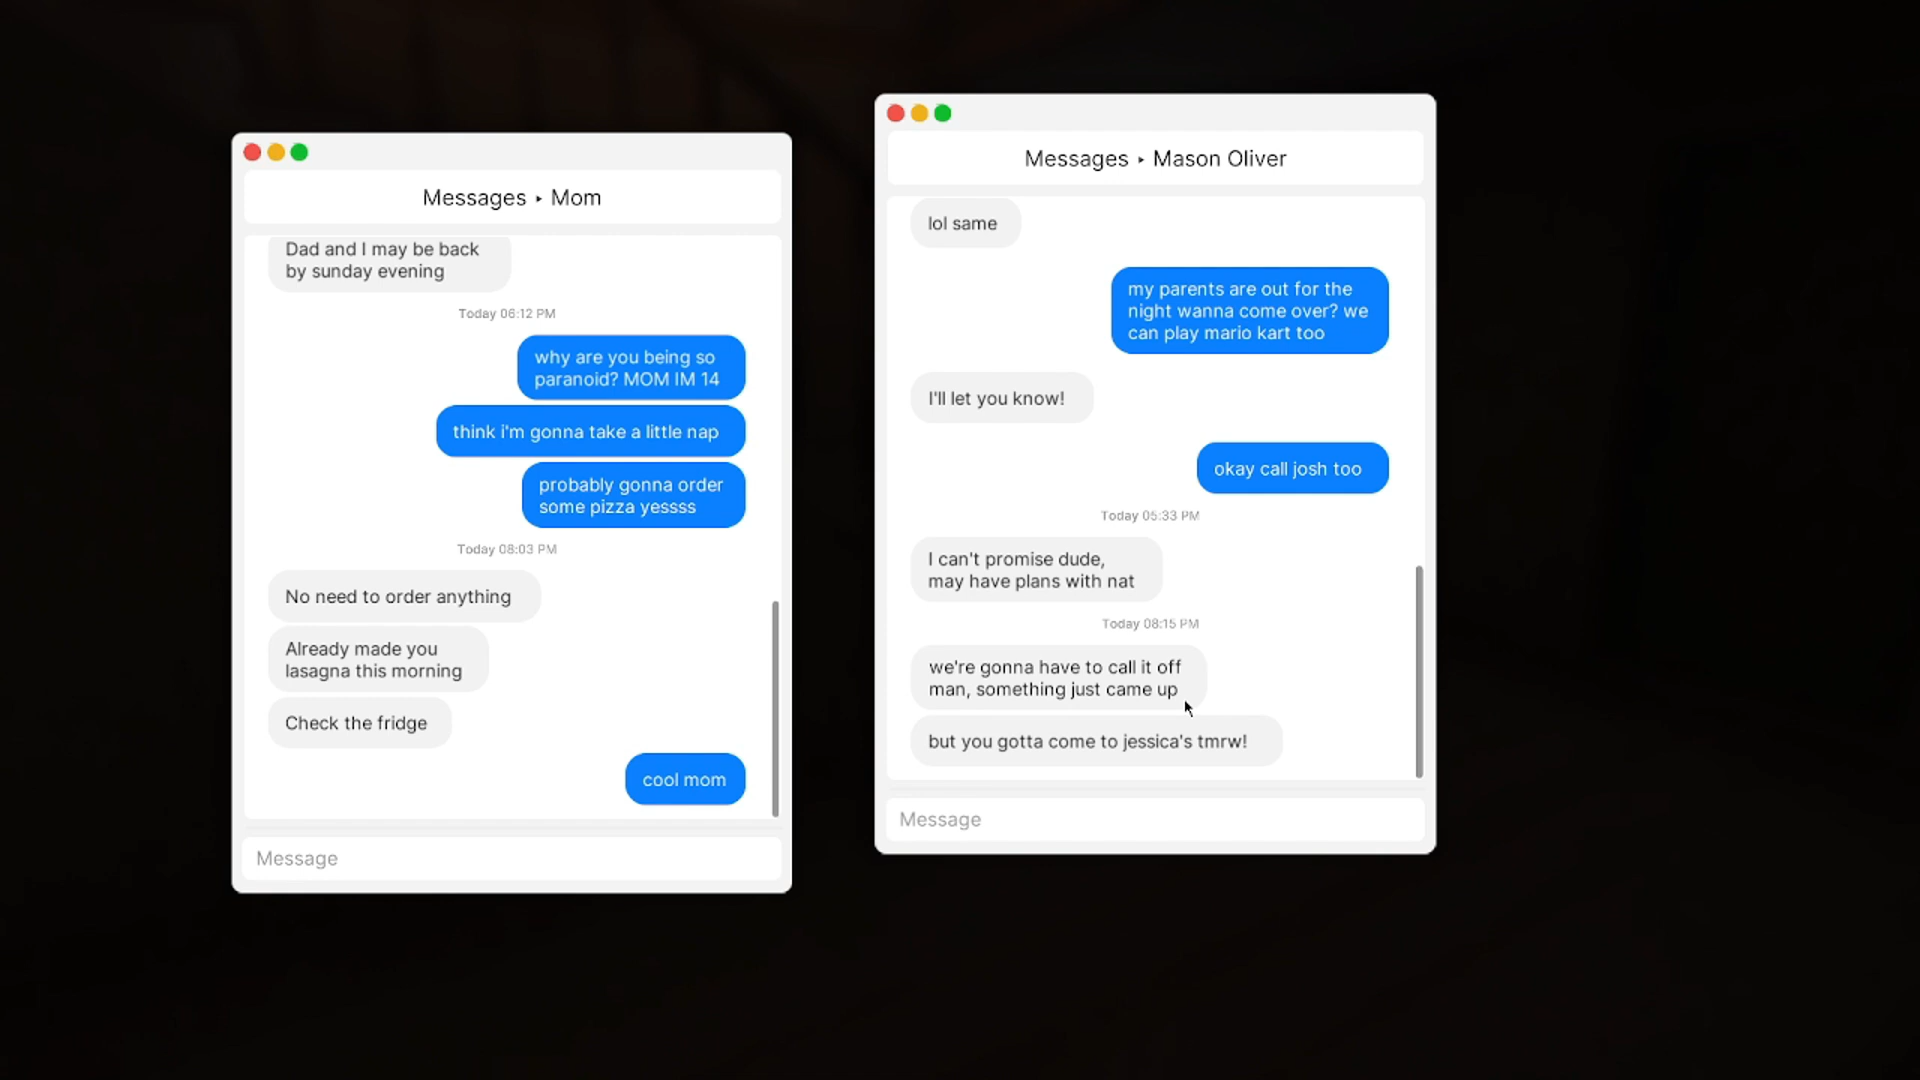 Messages ‣ Mom
Dad and I may be back
by sunday evening
Today 06:12 PM
why are you being so
paranoid? MOM IM 14
think i'm gonna take a little nap
probably gonna order
some pizza yessss
Today 08:03 PM
No need to order anything
Already made you
lasagna this morning
Check the fridge
cool mom
Message
Messages ‣ Mason Oliver
lol same
my parents are out for the
night wanna come over? we
can play mario kart too
I'll let you know!
okay call josh too
Today 05:33 PM
I can't promise dude,
may have plans with nat
Today 08:15 PM
we're gonna have to call it off
man, something just came up
but you gotta come to jessica's tmrw!
Message